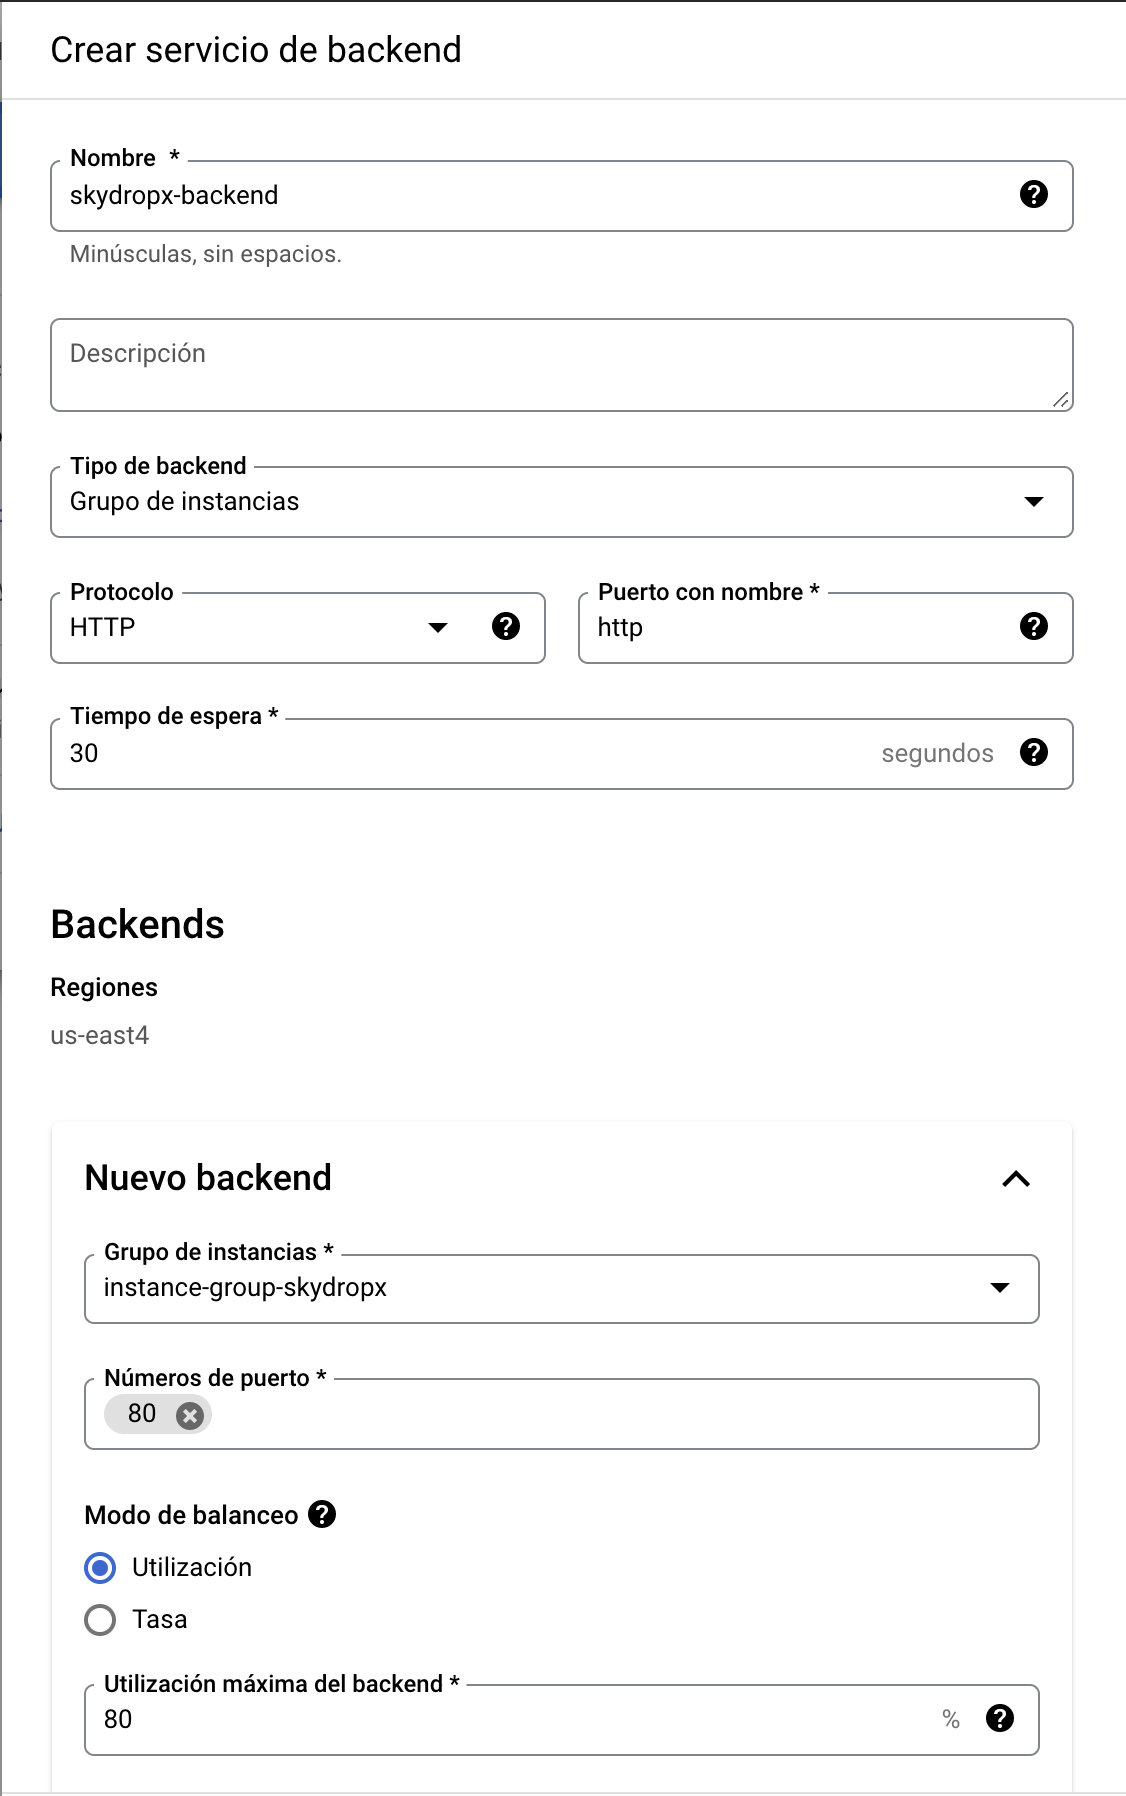 Crear servicio de backend
Nombre *
skydropx-backend
Minúsculas, sin espacios.
Descripción
Tipo de backend
Grupo de instancias
Protocolo
HTTP
Puerto con nombre *
http
Tiempo de espera *
30 segundos
Backends
Regiones
us-east4
Nuevo backend
Grupo de instancias *
instance-group-skydropx
Números de puerto *
80
Modo de balanceo
Utilización
Tasa
Utilización máxima del backend *
80 %